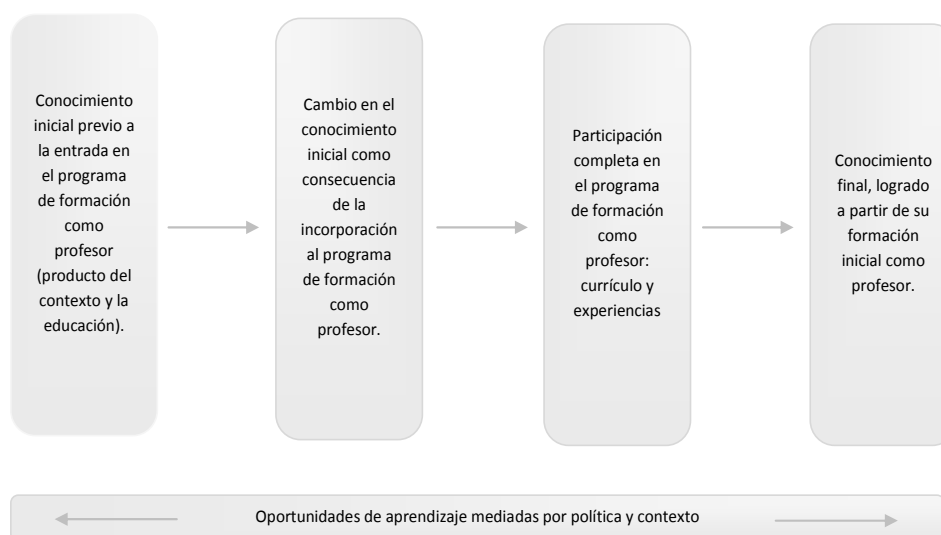 Conocimiento
inicial previo a
la entrada en
el programa
de formación
como
profesor
(producto del
contexto y la
educación).
Cambio en el
conocimiento
inicial como
consecuencia
de la
incorporación
al programa
de formación
como
profesor.
Participación
completa en
el programa
de formación
como
profesor:
currículo y
experiencias
Conocimiento
final, logrado
a partir de su
formación
inicial como
profesor.
Oportunidades de aprendizaje mediadas por política y contexto